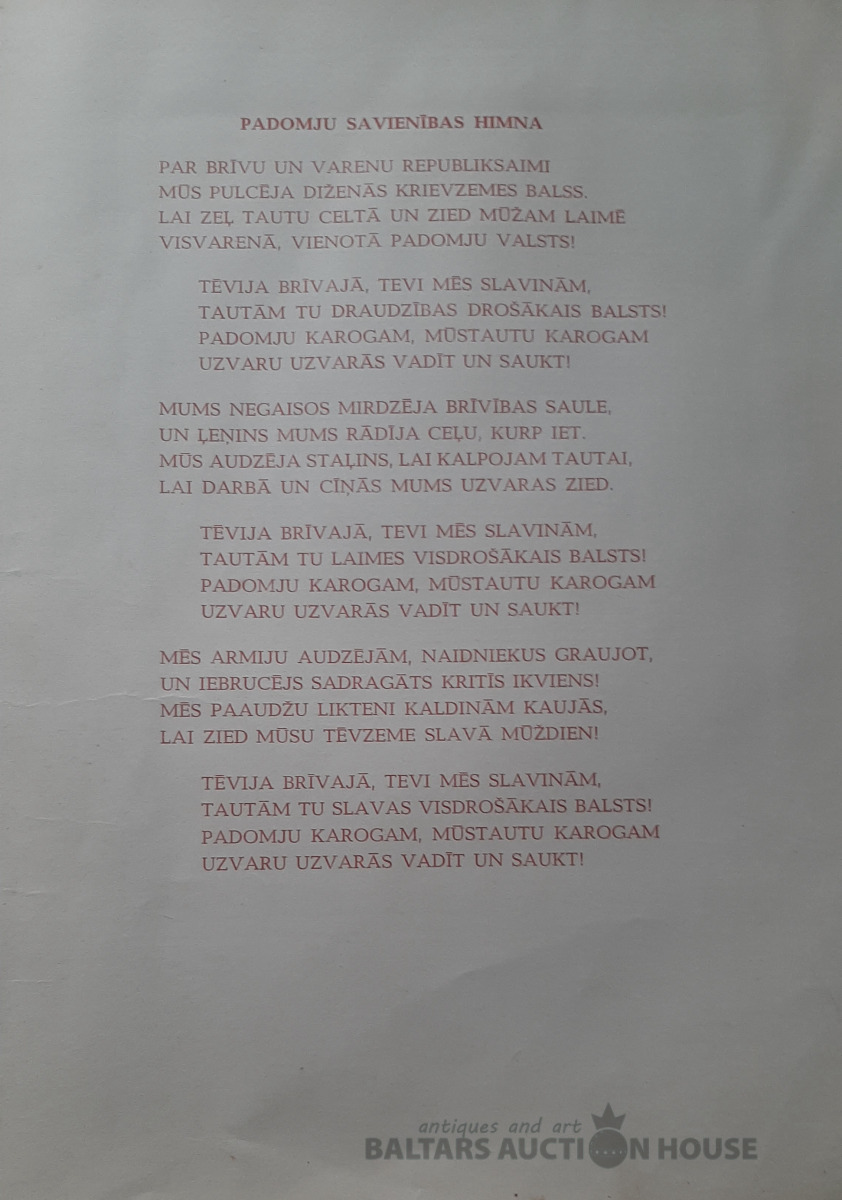 PADOMJU SAVIENĪBAS HIMNA
PAR BRĪVU UN VARENU REPUBLIKSAIMI
MŪS PULCĒJA DIŽENĀS KRIEVZEMES BALSS.
LAI ZEĻ TAUTU CELTĀ UN ZIED MŪŽAM LAIMĒ
VISVARENĀ, VIENOTĀ PADOMJU VALSTS!
TĒVIJA BRĪVAJĀ, TEVI MĒS SLAVINĀM,
TAUTĀM TU DRAUDZĪBAS DROŠĀKAIS BALSTS!
PADOMJU KAROGAM, MŪSTAUTU KAROGAM
UZVARU UZVARĀS VADĪT UN SAUKT!
MUMS NEGAISOS MIRDZĒJA BRĪVĪBAS SAULE,
UN ĻEŅINS MUMS RĀDĪJA CEĻU, KURP IET.
MŪS AUDZĒJA STAĻINS, LAI KALPOJAM TAUTAI,
LAI DARBĀ UN CĪŅĀS MUMS UZVARAS ZIED.
TĒVIJA BRĪVAJĀ, TEVI MĒS SLAVINĀM,
TAUTĀM TU LAIMES VISDROŠĀKAIS BALSTS!
PADOMJU KAROGAM, MŪSTAUTU KAROGAM
UZVARU UZVARĀS VADĪT UN SAUKT!
MĒS ARMIJU AUDZĒJĀM, NAIDNIEKUS GRAUJOT,
UN IEBRUCĒJS SADRAGĀTS KRITĪS IKVIENS!
MĒS PAAUDŽU LIKTENI KALDINĀM KAUJĀS,
LAI ZIED MŪSU TĒVZEME SLAVĀ MŪŽDIEN!
TĒVIJA BRĪVAJĀ, TEVI MĒS SLAVINĀM,
TAUTĀM TU SLAVAS VISDROŠĀKAIS BALSTS!
PADOMJU KAROGAM, MŪSTAUTU KAROGAM
UZVARU UZVARĀS VADĪT UN SAUKT!
antiques and art
BALTARS AUCTION HOUSE